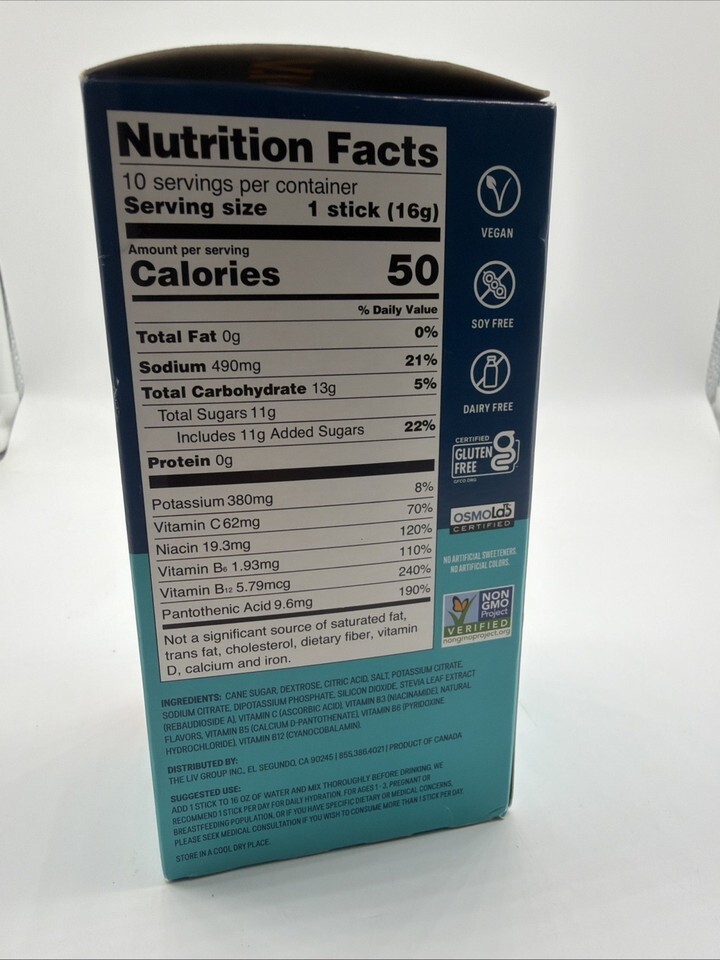 Nutrition Facts
10 servings per container
Serving size 1 stick (16g)
Amount per serving
Calories 50
% Daily Value
Total Fat 0g 0%
Sodium 490mg 21%
Total Carbohydrate 13g 5%
Total Sugars 11g
Includes 11g Added Sugars 22%
Protein 0g
Potassium 380mg 8%
Vitamin C 62mg 70%
Niacin 19.3mg 120%
Vitamin B₆ 1.93mg 110%
Vitamin B₁₂ 5.79mcg 240%
Pantothenic Acid 9.6mg 190%
Not a significant source of saturated fat,
trans fat, cholesterol, dietary fiber, vitamin
D, calcium and iron.
VEGAN
SOY FREE
DAIRY FREE
CERTIFIED
GLUTEN
FREE
GFCO.ORG
OSMOLab
CERTIFIED
NO ARTIFICIAL SWEETENERS.
NO ARTIFICIAL COLORS.
NON
GMO
Project
VERIFIED
nongmoproject.org
INGREDIENTS: CANE SUGAR, DEXTROSE, CITRIC ACID, SALT, POTASSIUM CITRATE,
SODIUM CITRATE, DIPOTASSIUM PHOSPHATE, SILICON DIOXIDE, STEVIA LEAF EXTRACT
(REBAUDIOSIDE A), VITAMIN C (ASCORBIC ACID), VITAMIN B3 (NIACINAMIDE), NATURAL
FLAVORS, VITAMIN B5 (CALCIUM D-PANTOTHENATE), VITAMIN B6 (PYRIDOXINE
HYDROCHLORIDE), VITAMIN B12 (CYANOCOBALAMIN).
DISTRIBUTED BY:
THE LIV GROUP INC., EL SEGUNDO, CA 90245 | 855.386.4021 | PRODUCT OF CANADA
SUGGESTED USE:
ADD 1 STICK TO 16 OZ OF WATER AND MIX THOROUGHLY BEFORE DRINKING. WE
RECOMMEND 1 STICK PER DAY FOR DAILY HYDRATION. FOR AGES 1-3, PREGNANT OR
BREASTFEEDING POPULATION, OR IF YOU HAVE SPECIFIC DIETARY OR MEDICAL CONCERNS,
PLEASE SEEK MEDICAL CONSULTATION IF YOU WISH TO CONSUME MORE THAN 1 STICK PER DAY.
STORE IN A COOL DRY PLACE.